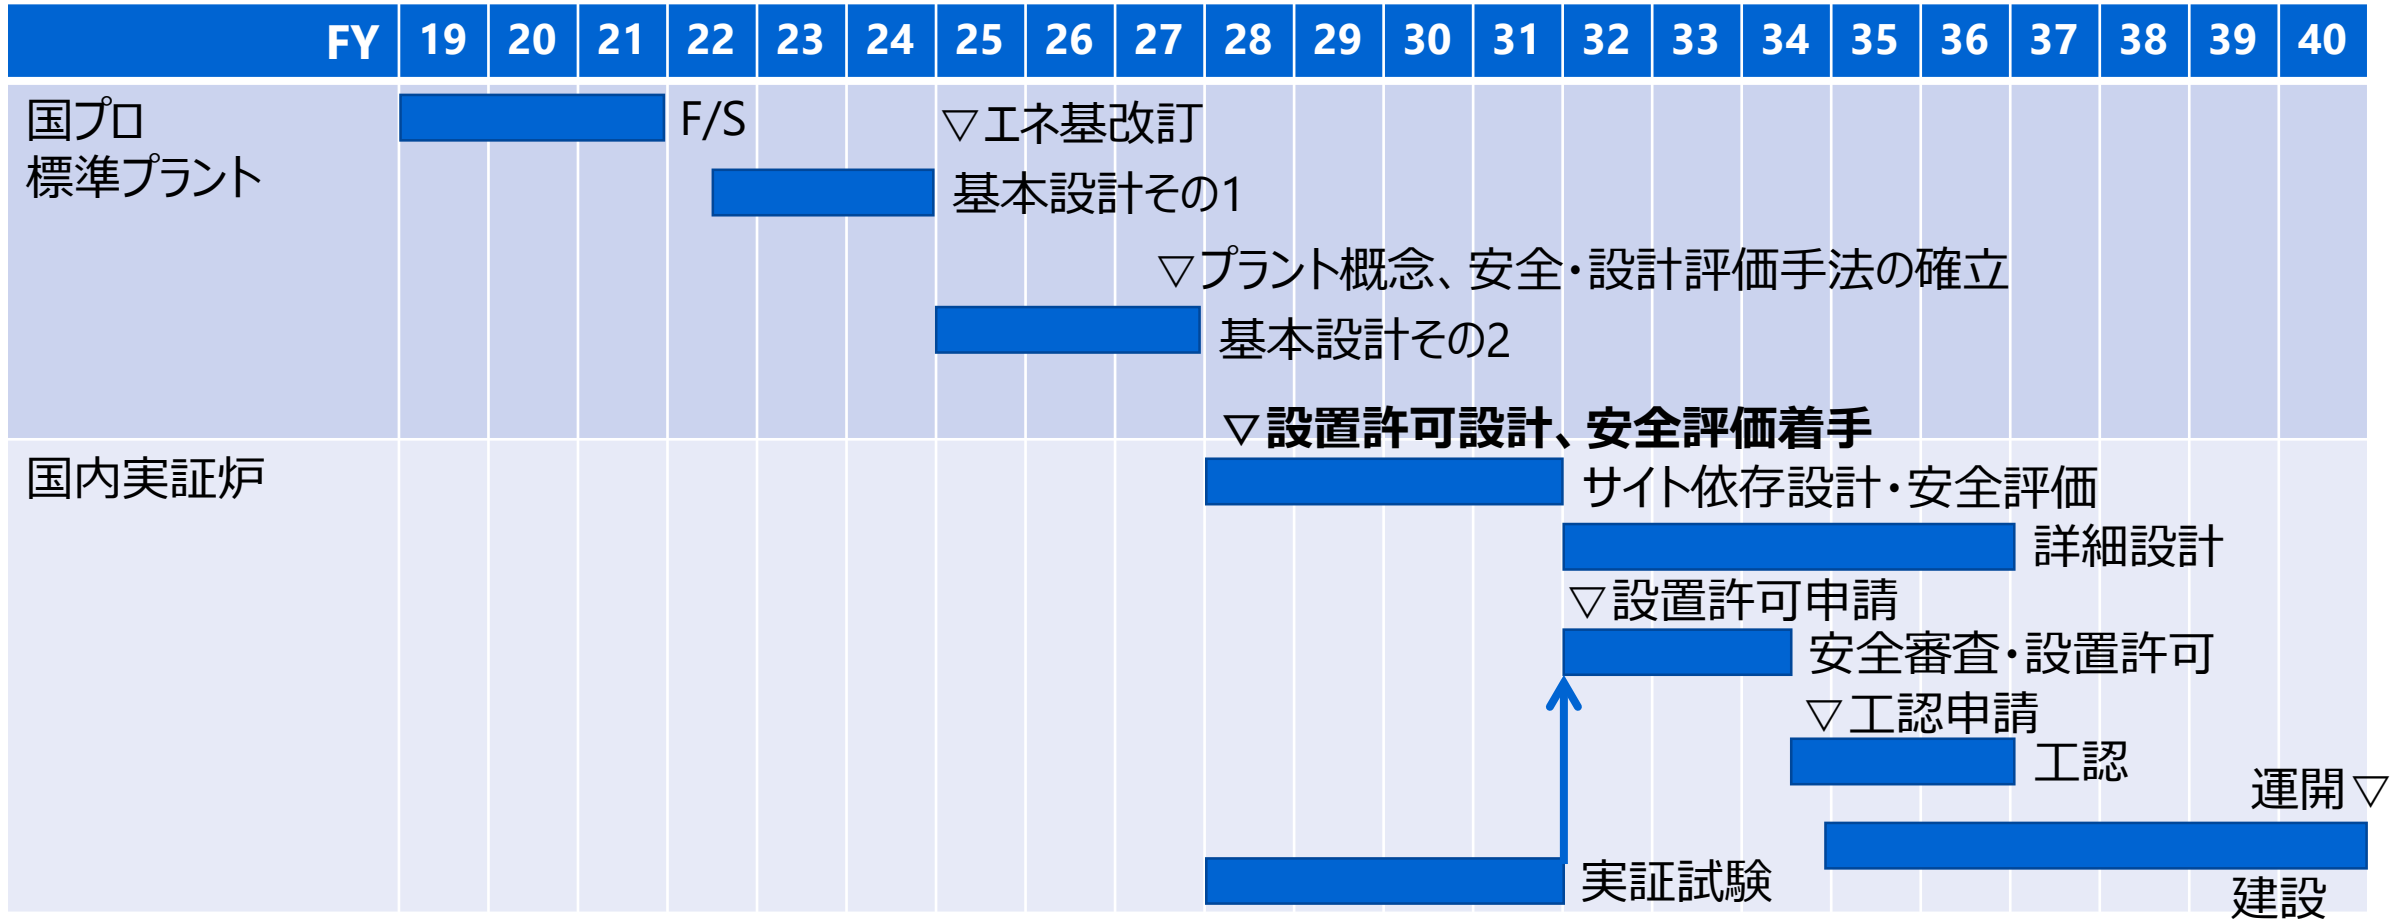 FY 19 20 21 22 23 24 25 26 27 28 29 30 31 32 33 34 35 36 37 38 39 40
国プロ
標準プラント
F/S
▽エネ基改訂
基本設計その1
▽プラント概念、安全・設計評価手法の確立
基本設計その2
▽設置許可設計、安全評価着手
国内実証炉
サイト依存設計・安全評価
詳細設計
▽設置許可申請
安全審査・設置許可
▽工認申請
工認
運開▽
実証試験
建設